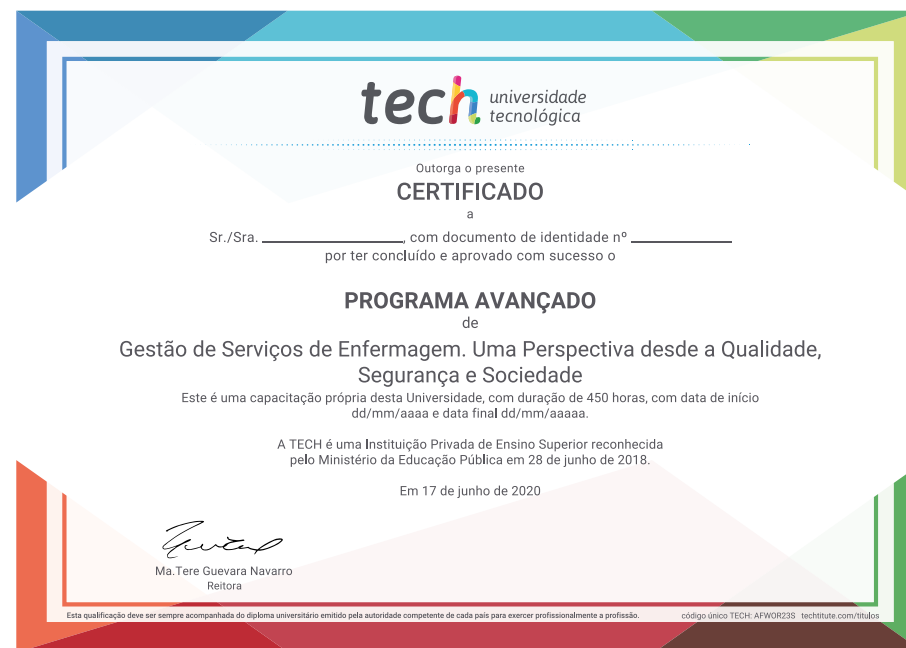 tech universidade
tecnológica
Outorga o presente
CERTIFICADO
a
Sr./Sra. ____________, com documento de identidade nº ____________
por ter concluído e aprovado com sucesso o
PROGRAMA AVANÇADO
de
Gestão de Serviços de Enfermagem. Uma Perspectiva desde a Qualidade,
Segurança e Sociedade
Este é uma capacitação própria desta Universidade, com duração de 450 horas, com data de início
dd/mm/aaaa e data final dd/mm/aaaaa.
A TECH é uma Instituição Privada de Ensino Superior reconhecida
pelo Ministério da Educação Pública em 28 de junho de 2018.
Em 17 de junho de 2020
Ma.Tere Guevara Navarro
Reitora
Esta qualificação deve ser sempre acompanhada do diploma universitário emitido pela autoridade competente de cada país para exercer profissionalmente a profissão. código único TECH: AFWOR23S techtitute.com/titulos